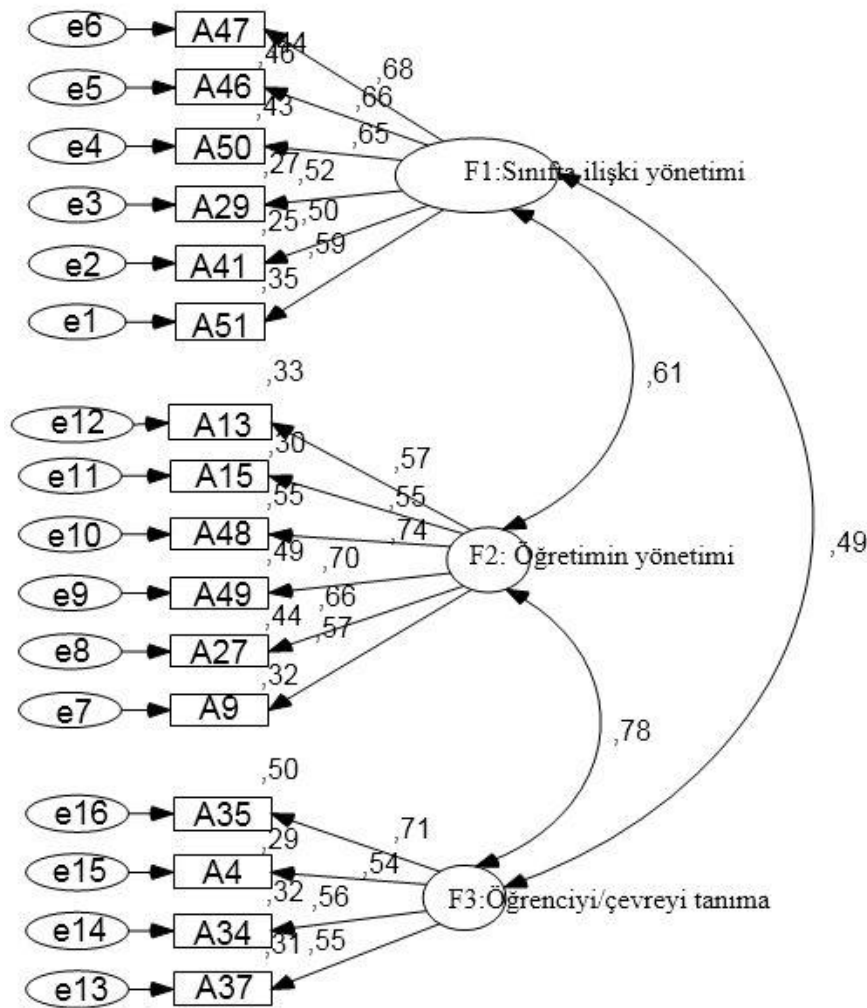 e6 A47
,44
,46
,68
e5 A46
,66
,43
,65
e4 A50
,27 ,52
F1:Sınıfta ilişki yönetimi
e3 A29
,25 ,50
,59
e2 A41
,35
e1 A51
,33
,61
e12 A13
,30
,57
e11 A15
,55
,55
,74
e10 A48
,49
,49 ,70
F2: Öğretimin yönetimi
e9 A49
,66
,44 ,57
e8 A27
,32
e7 A9
,78
,50
e16 A35
,71
,29
,54
e15 A4
,32 ,56
F3:Öğrenciyi/çevreyi tanıma
e14 A34
,31 ,55
e13 A37